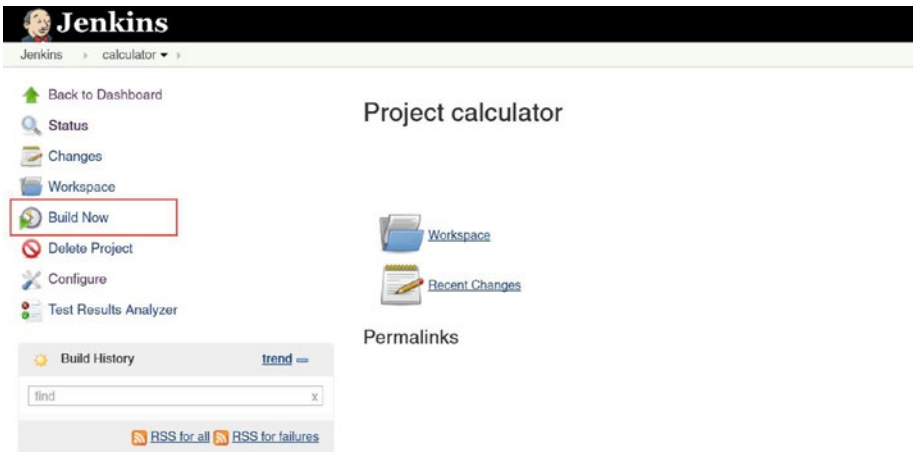 Jenkins
Jenkins calculator
Back to Dashboard
Status
Changes
Workspace
Build Now
Delete Project
Configure
Test Results Analyzer
Build History trend
find x
RSS for all RSS for failures
Project calculator
Workspace
Recent Changes
Permalinks